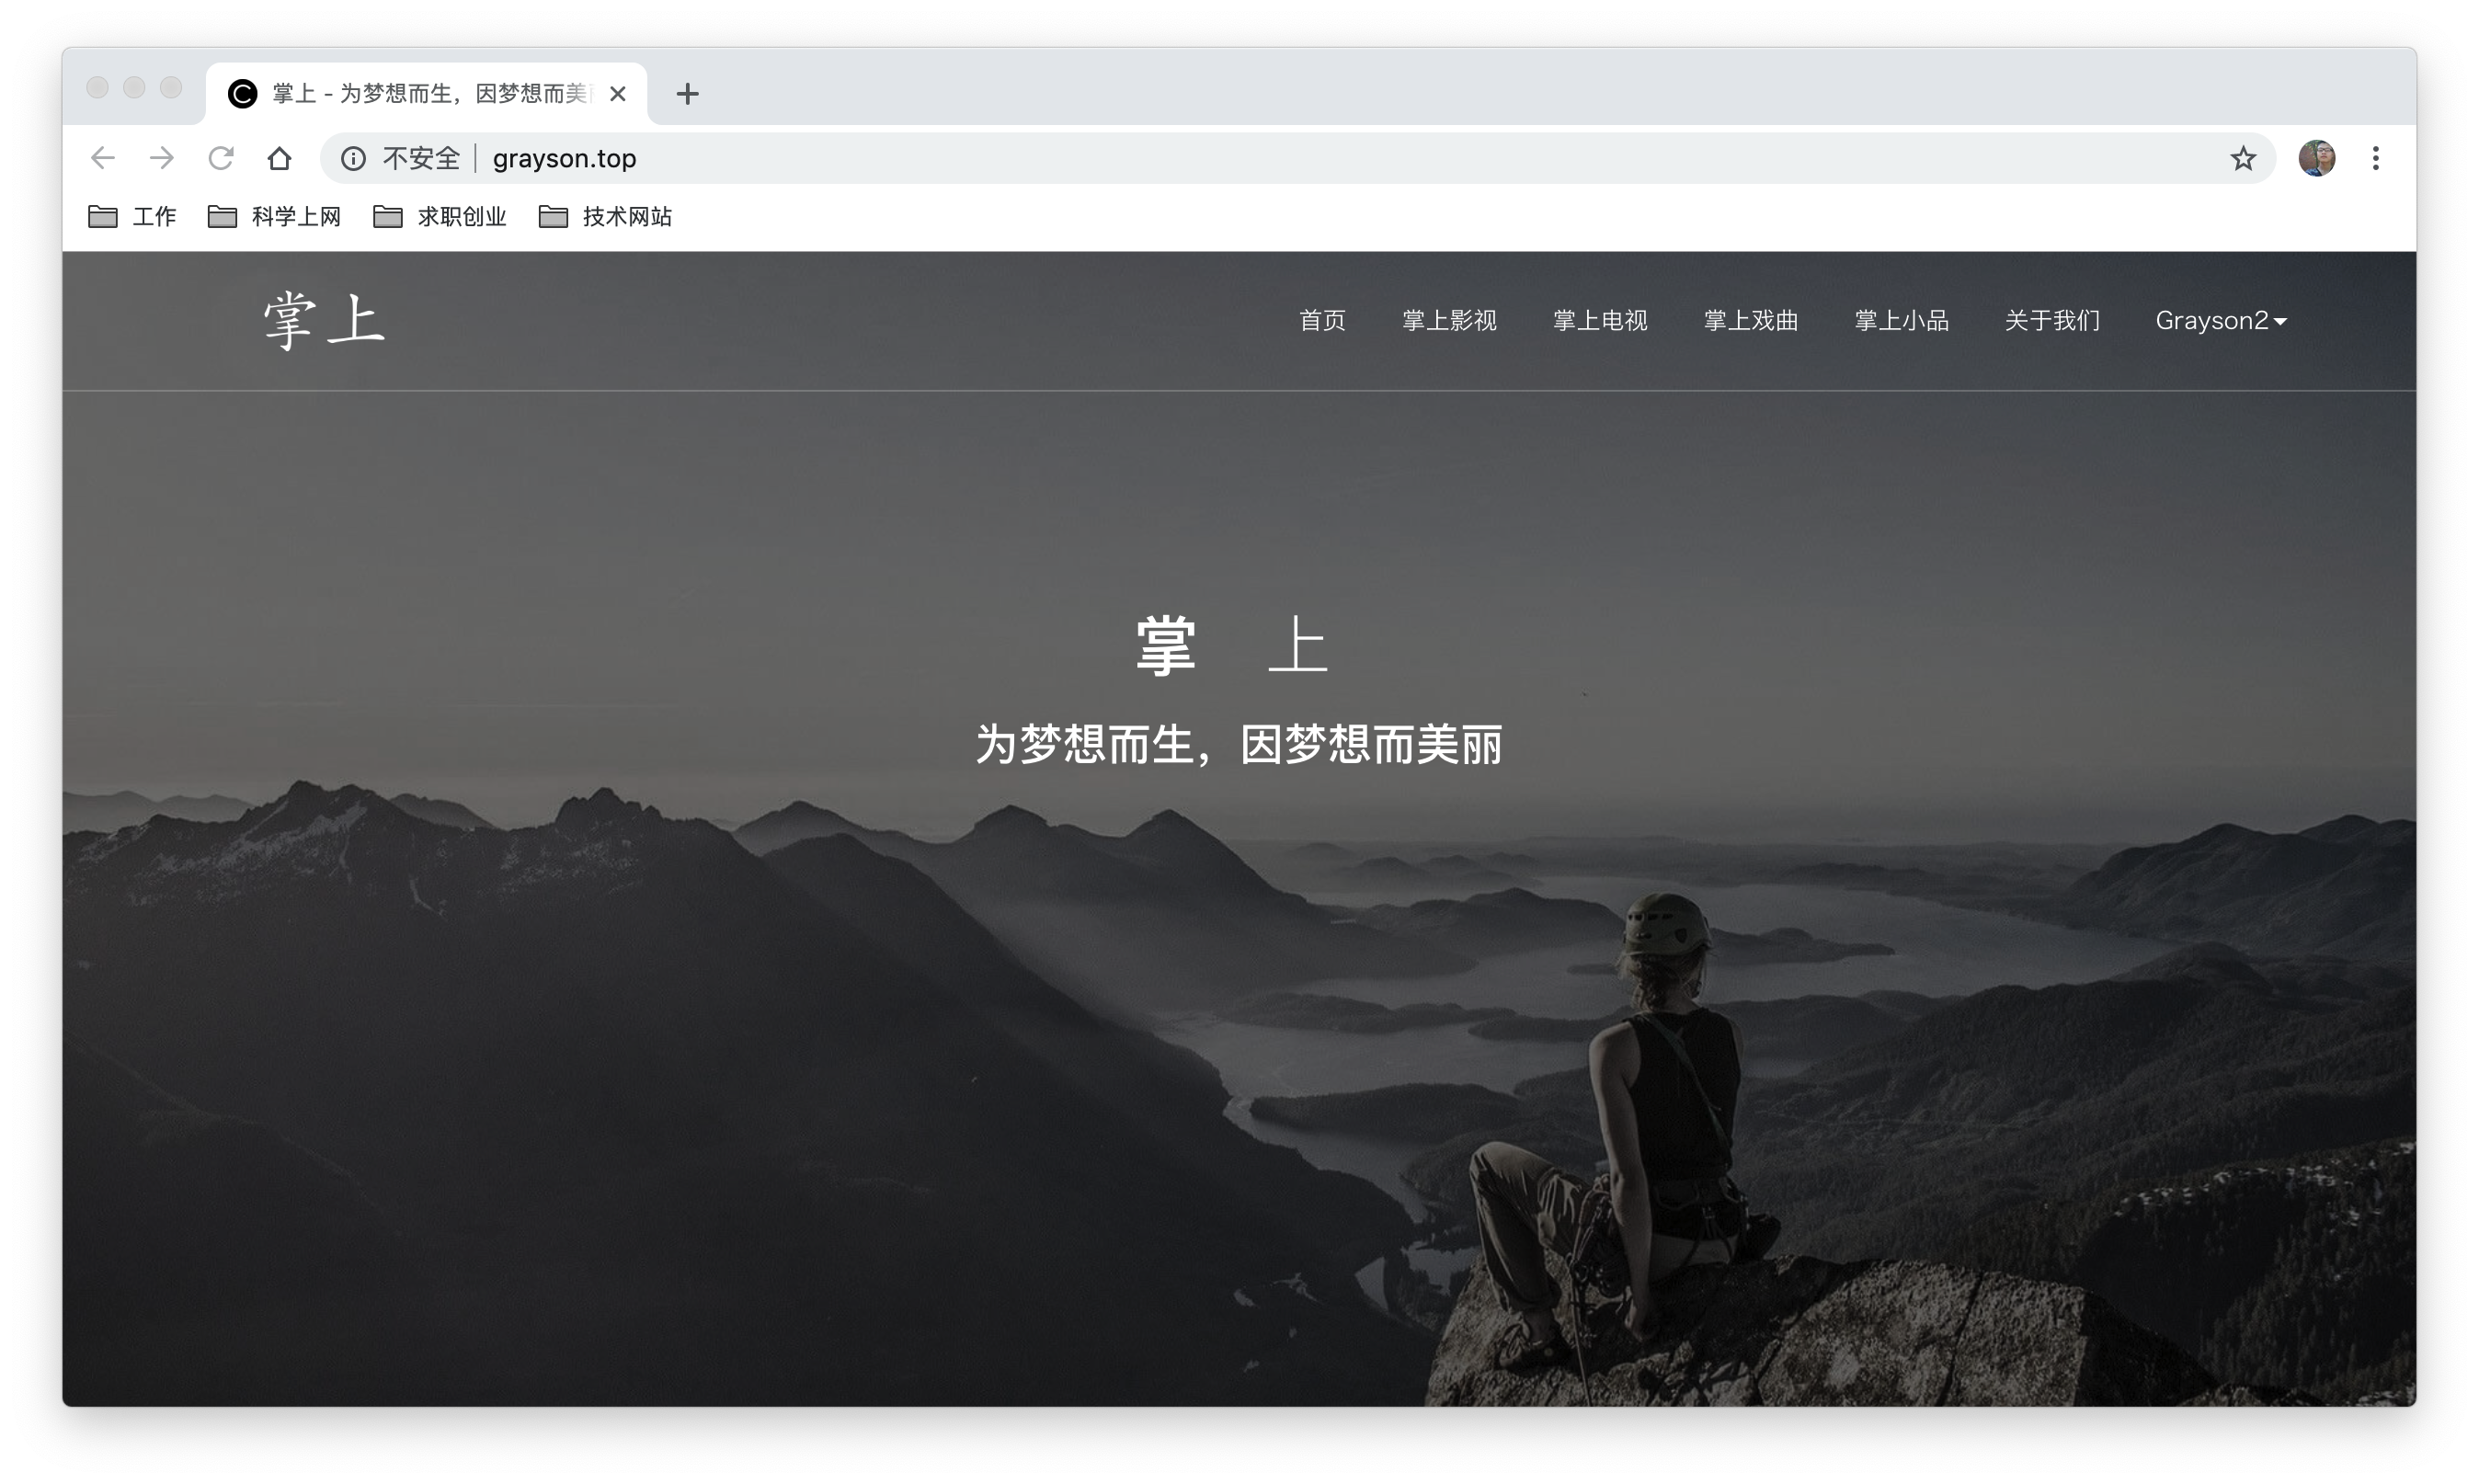 掌上 - 为梦想而生，因梦想而美
不安全 grayson.top
工作 科学上网 求职创业 技术网站
掌上 首页 掌上影视 掌上电视 掌上戏曲 掌上小品 关于我们 Grayson2
掌 上
为梦想而生，因梦想而美丽